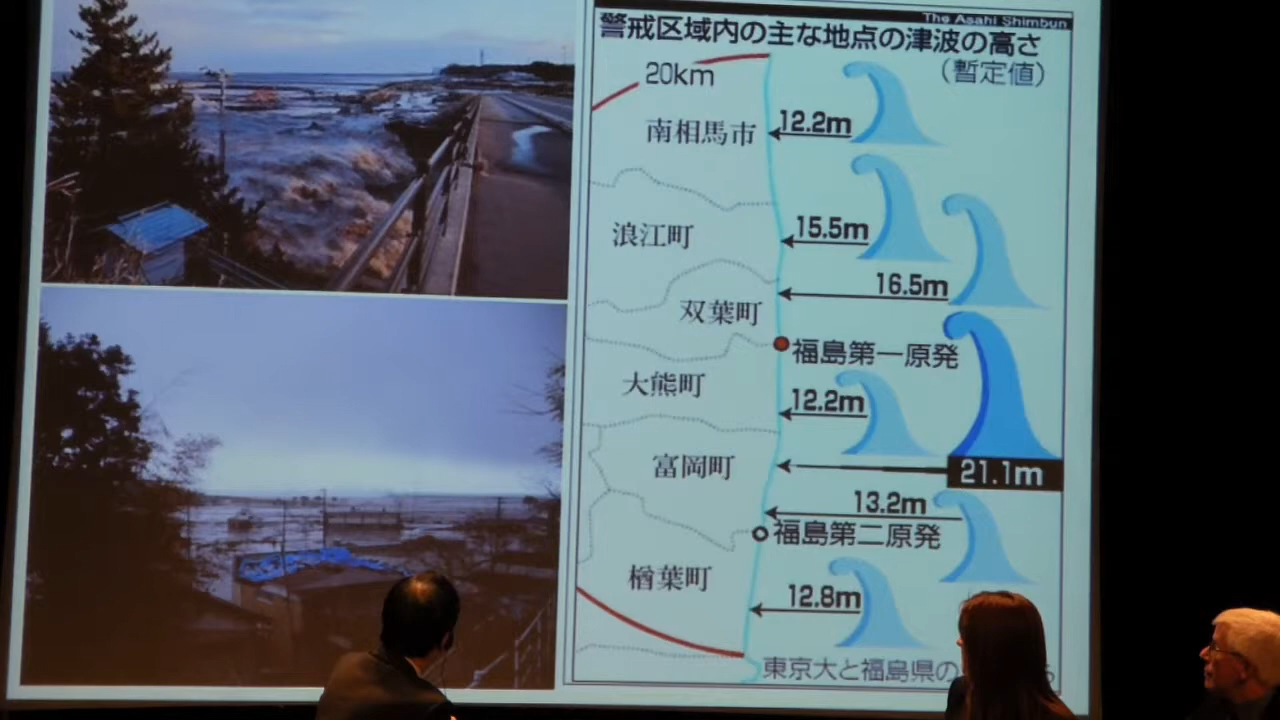 The Asahi Shimbun
警戒区域内の主な地点の津波の高さ
（暫定値）
20km
南相馬市
12.2m
浪江町
15.5m
16.5m
双葉町
福島第一原発
大熊町
12.2m
富岡町
21.1m
13.2m
福島第二原発
楢葉町
12.8m
東京大と福島県の